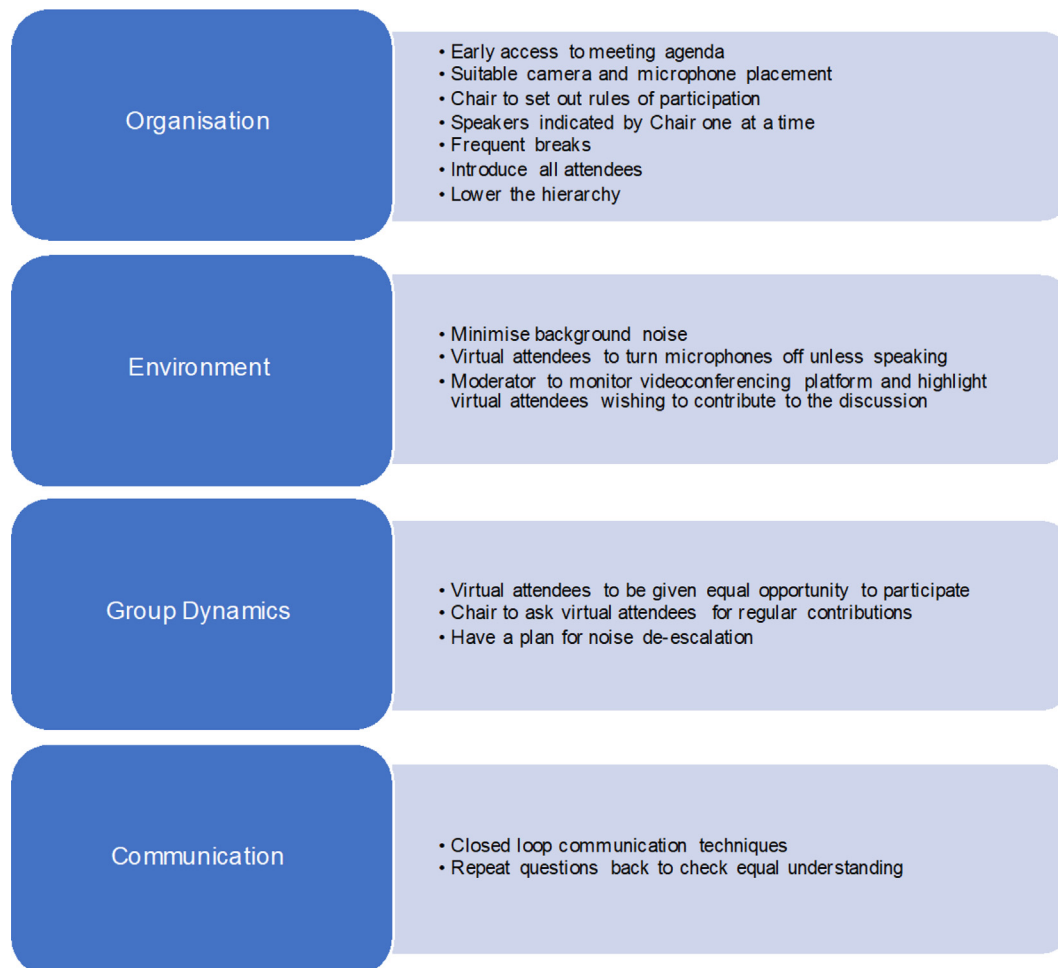 Organisation
• Early access to meeting agenda
• Suitable camera and microphone placement
• Chair to set out rules of participation
• Speakers indicated by Chair one at a time
• Frequent breaks
• Introduce all attendees
• Lower the hierarchy
Environment
• Minimise background noise
• Virtual attendees to turn microphones off unless speaking
• Moderator to monitor videoconferencing platform and highlight
virtual attendees wishing to contribute to the discussion
Group Dynamics
• Virtual attendees to be given equal opportunity to participate
• Chair to ask virtual attendees for regular contributions
• Have a plan for noise de-escalation
Communication
• Closed loop communication techniques
• Repeat questions back to check equal understanding